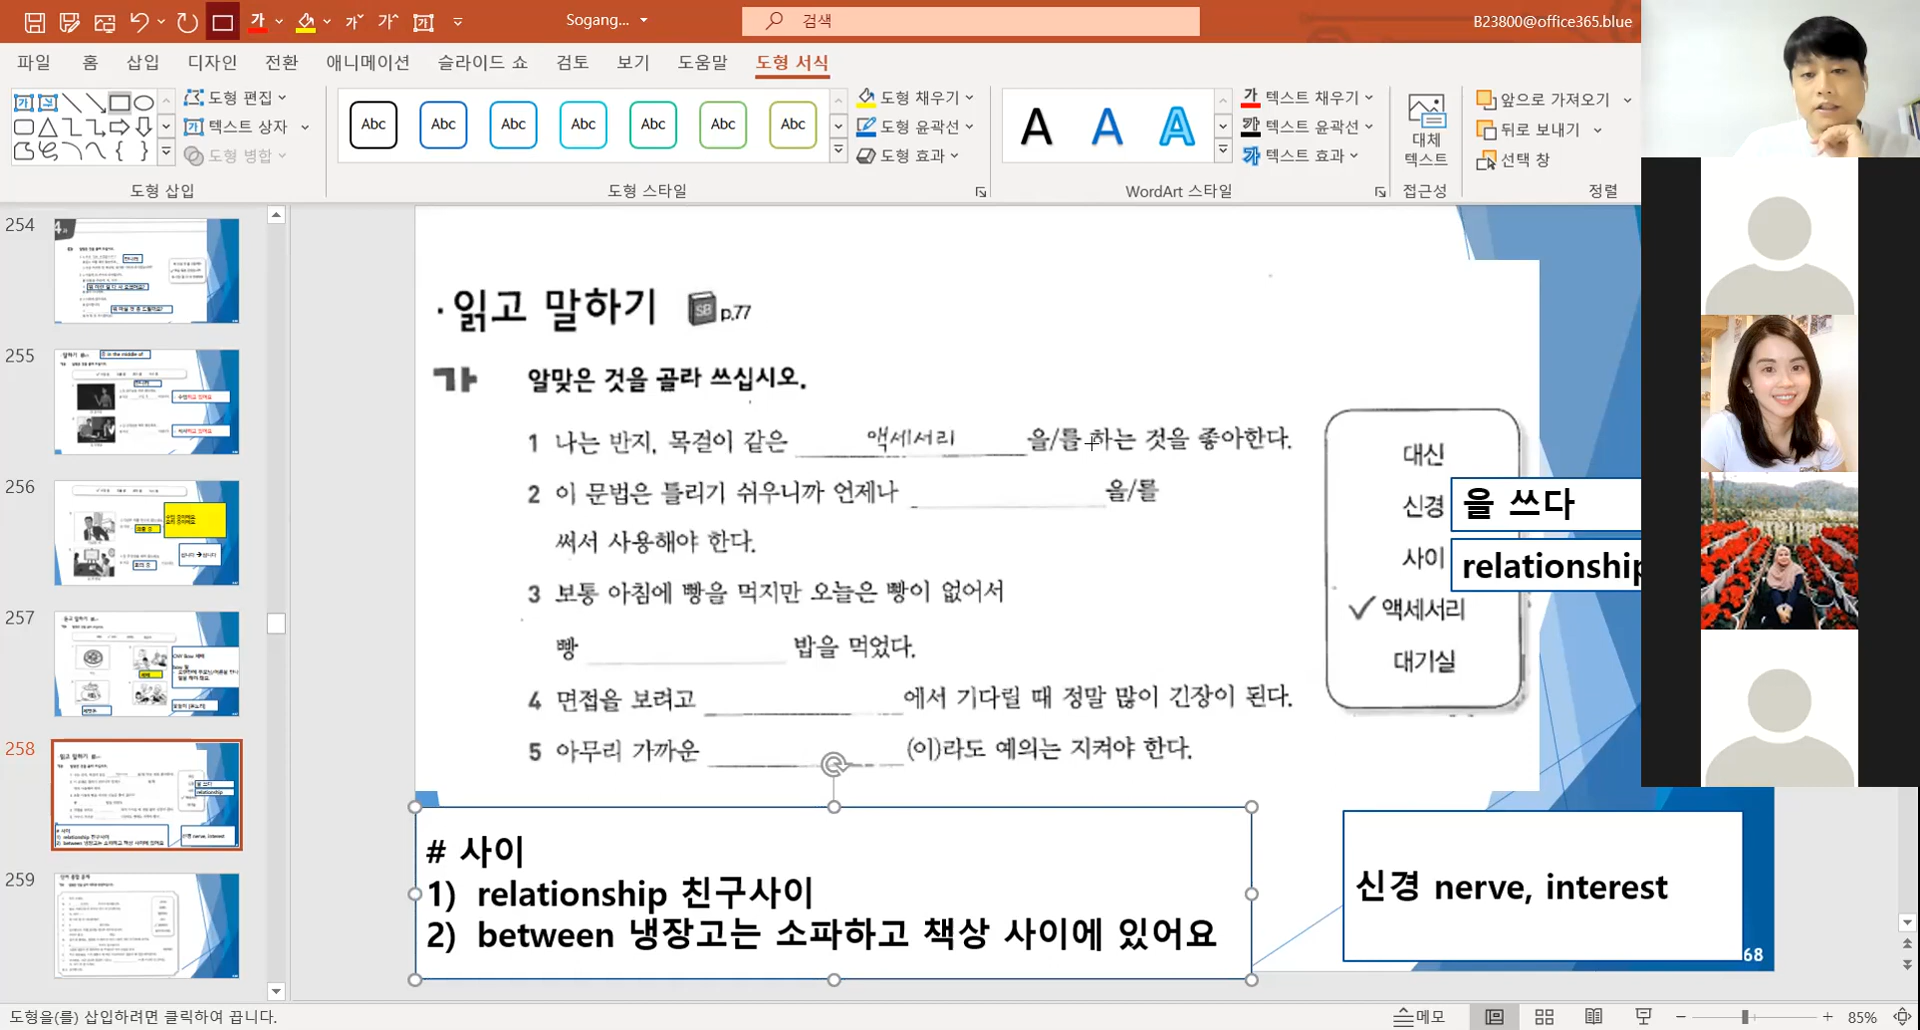 가 가ˇ 가^ 가 Sogang... 검색 B23800@office365.blue
파일 홈 삽입 디자인 전환 애니메이션 슬라이드 쇼 검토 보기 도움말 도형 서식
가 도형 편집 Abc Abc Abc Abc Abc Abc Abc 도형 채우기 A A A 가 텍스트 채우기 앞으로 가져오기
가 텍스트 상자 도형 윤곽선 텍스트 윤곽선 대체 텍스트 뒤로 보내기
도형 병합 도형 효과 텍스트 효과 선택 창
도형 삽입 도형 스타일 WordArt 스타일 접근성 정렬
254
255
256
257
258
259
· 읽고 말하기 SB p.77
가 알맞은 것을 골라 쓰십시오.
1 나는 반지, 목걸이 같은 액세서리 을/를 하는 것을 좋아한다.
2 이 문법은 틀리기 쉬우니까 언제나 을/를
써서 사용해야 한다.
3 보통 아침에 빵을 먹지만 오늘은 빵이 없어서
빵 밥을 먹었다.
4 면접을 보려고 에서 기다릴 때 정말 많이 긴장이 된다.
5 아무리 가까운 (이)라도 예의는 지켜야 한다.
대신
신경 을 쓰다
사이 relationship
✓ 액세서리
대기실
# 사이
1) relationship 친구사이
2) between 냉장고는 소파하고 책상 사이에 있어요
신경 nerve, interest
68
도형을(를) 삽입하려면 클릭하여 끕니다. 메모 85%